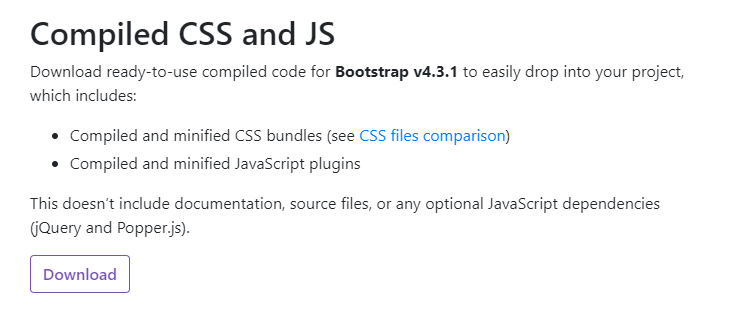 Compiled CSS and JS
Download ready-to-use compiled code for Bootstrap v4.3.1 to easily drop into your project,
which includes:
• Compiled and minified CSS bundles (see CSS files comparison)
• Compiled and minified JavaScript plugins
This doesn’t include documentation, source files, or any optional JavaScript dependencies
(jQuery and Popper.js).
Download